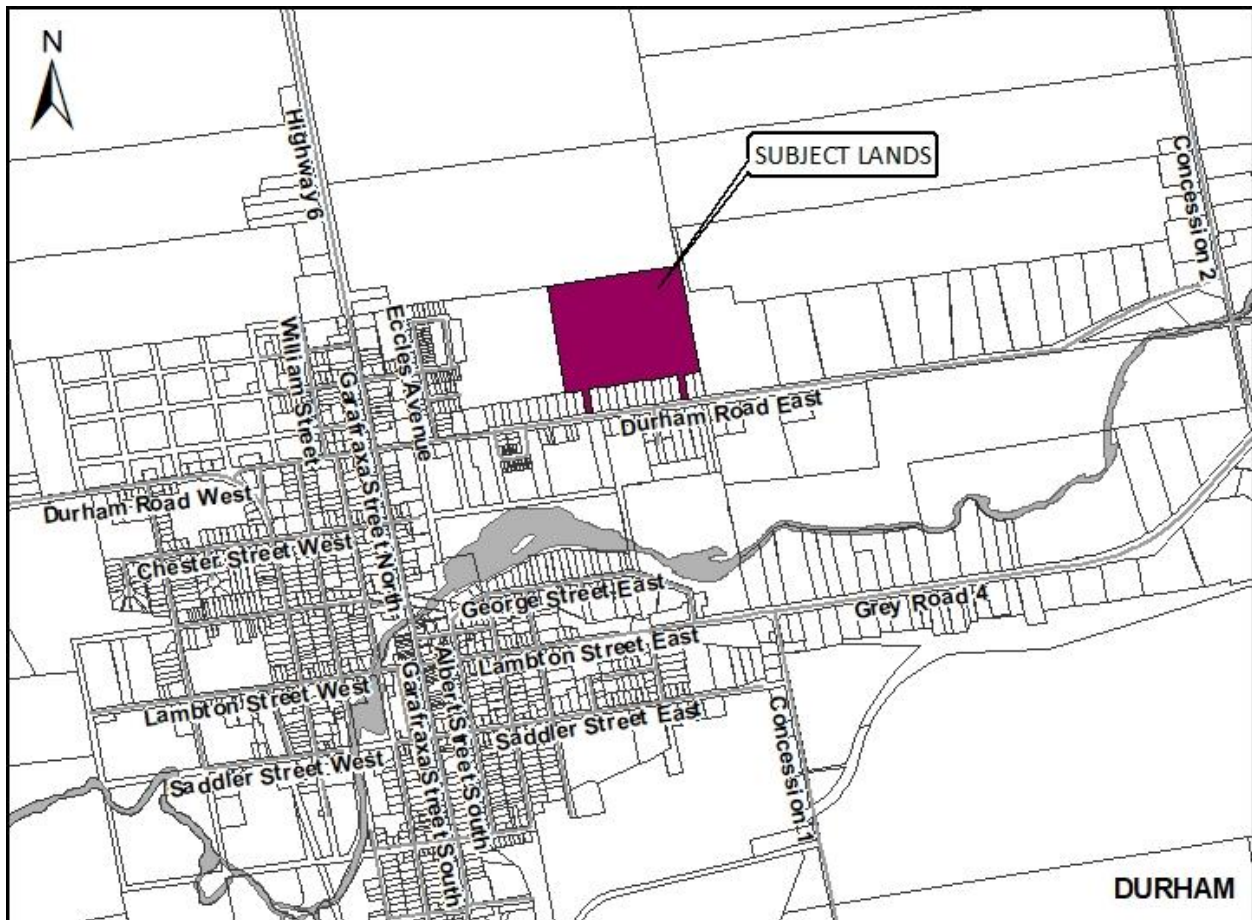 N
Highway 6
SUBJECT LANDS
Concession 2
Eccles Avenue
William Street
Garafraxa Street North
Durham Road East
Durham Road West
Chester Street West
George Street East
Grey Road 4
Lambton Street East
Albert Street South
Garafraxa Street South
Lambton Street West
Saddler Street East
Concession 1
Saddler Street West
DURHAM